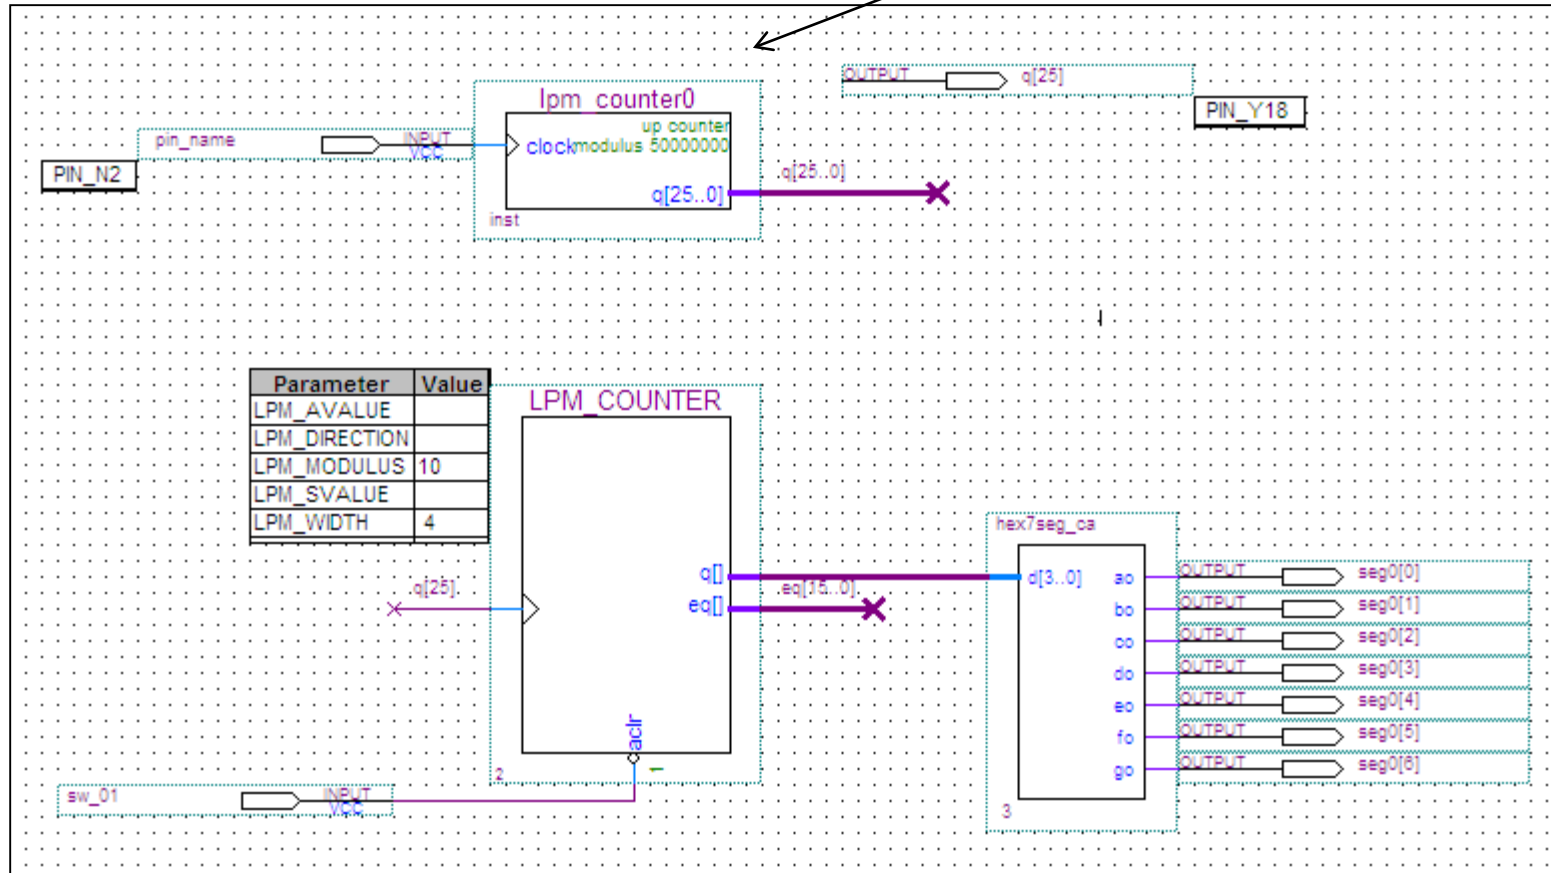 OUTPUT
q[25]
PIN_Y18
lpm_counter0
up counter
modulus 50000000
clock
q[25..0]
inst
pin_name
INPUT
VCC
PIN_N2
q[25..0]
Parameter Value
LPM_AVALUE
LPM_DIRECTION
LPM_MODULUS 10
LPM_SVALUE
LPM_WIDTH 4
LPM_COUNTER
q[25]
q[]
eq[]
eq[15..0]
aclr
1
2
sw_01
INPUT
VCC
hex7seg_ca
d[3..0]
ao
bo
co
do
eo
fo
go
3
OUTPUT seg0[0]
OUTPUT seg0[1]
OUTPUT seg0[2]
OUTPUT seg0[3]
OUTPUT seg0[4]
OUTPUT seg0[5]
OUTPUT seg0[6]